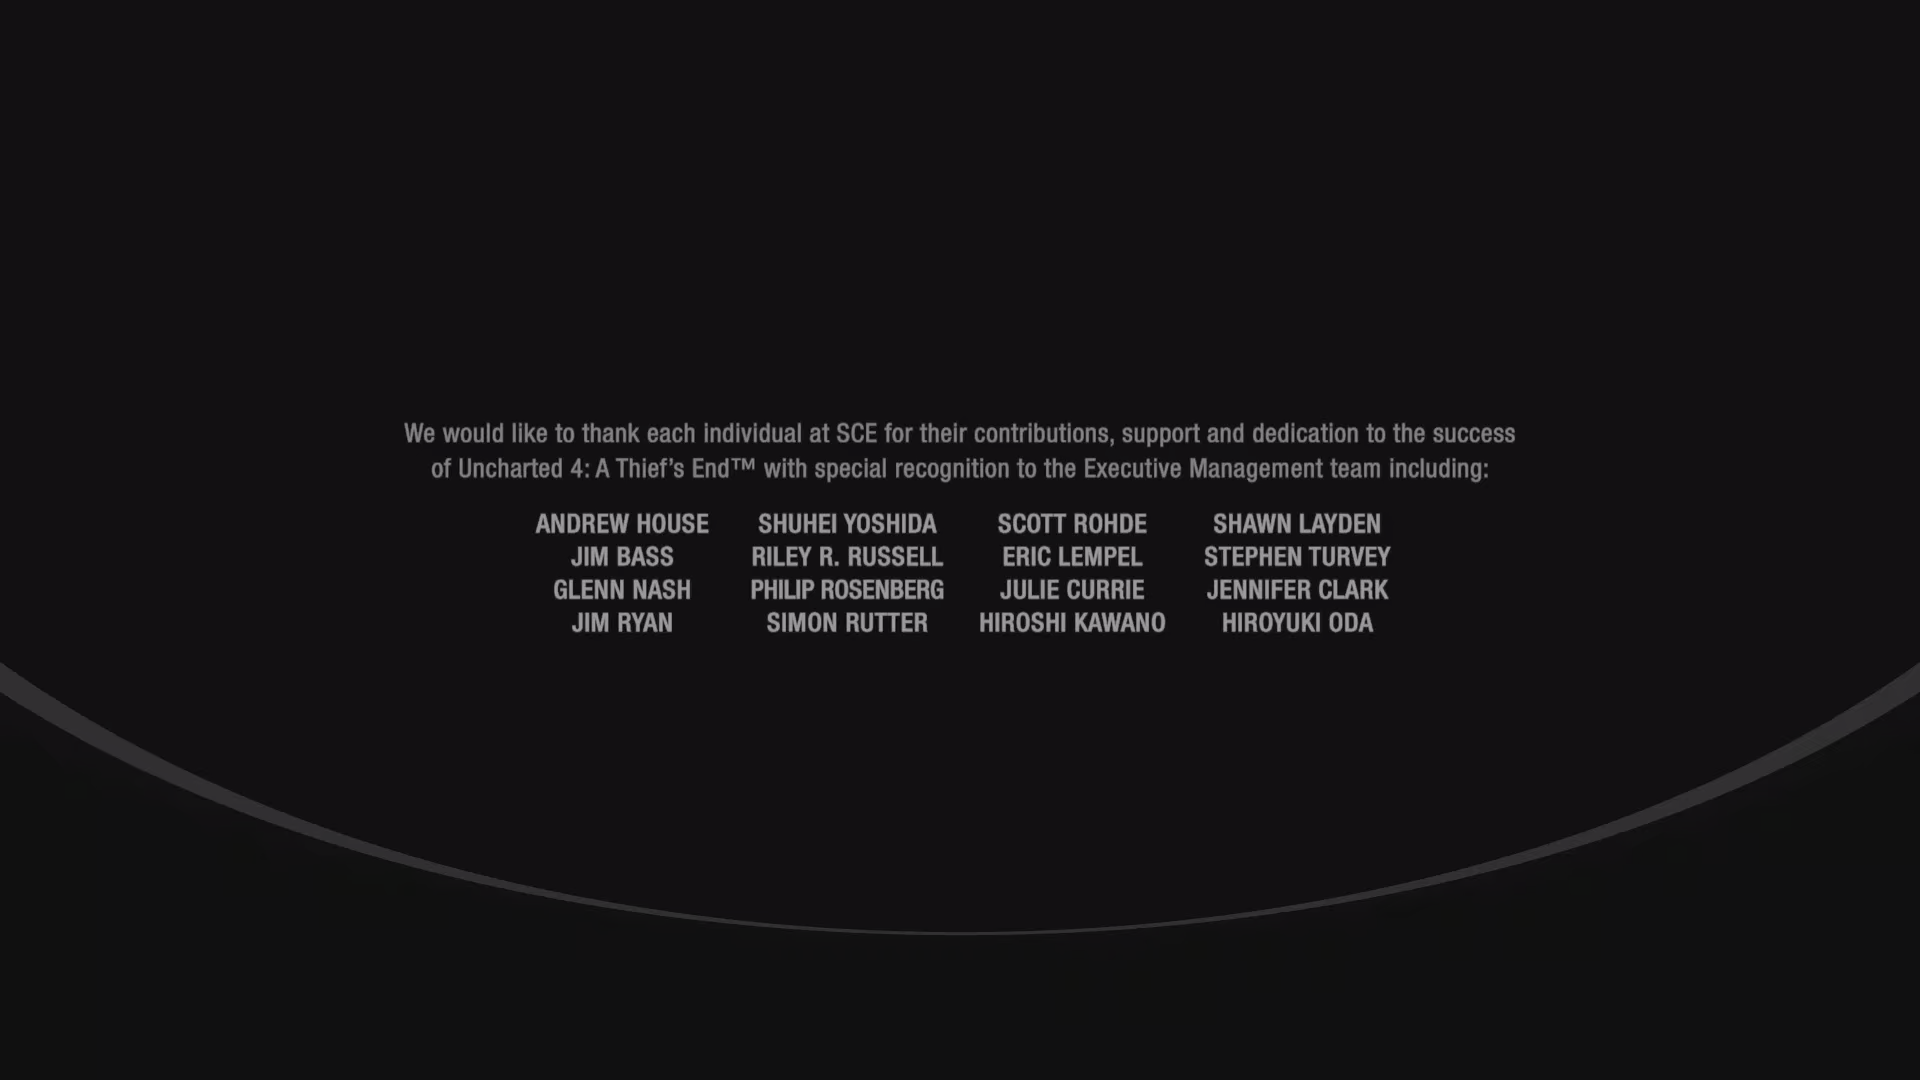 We would like to thank each individual at SCE for their contributions, support and dedication to the success
of Uncharted 4: A Thief’s End™ with special recognition to the Executive Management team including:
ANDREW HOUSE SHUHEI YOSHIDA SCOTT ROHDE SHAWN LAYDEN
JIM BASS RILEY R. RUSSELL ERIC LEMPEL STEPHEN TURVEY
GLENN NASH PHILIP ROSENBERG JULIE CURRIE JENNIFER CLARK
JIM RYAN SIMON RUTTER HIROSHI KAWANO HIROYUKI ODA